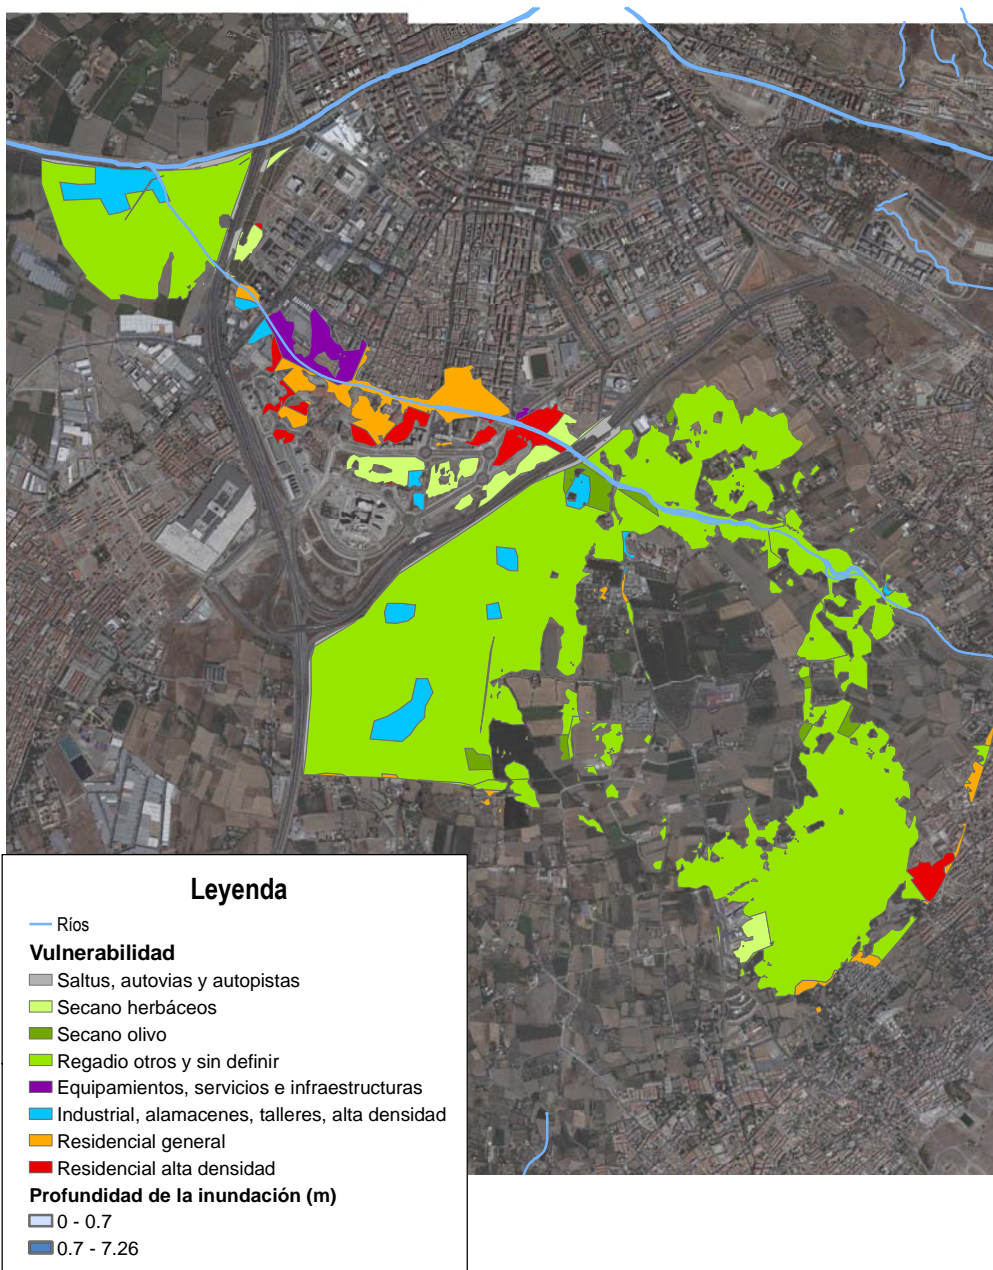 Leyenda
Ríos
Vulnerabilidad
Saltus, autovias y autopistas
Secano herbáceos
Secano olivo
Regadio otros y sin definir
Equipamientos, servicios e infraestructuras
Industrial, alamacenes, talleres, alta densidad
Residencial general
Residencial alta densidad
Profundidad de la inundación (m)
0 - 0.7
0.7 - 7.26